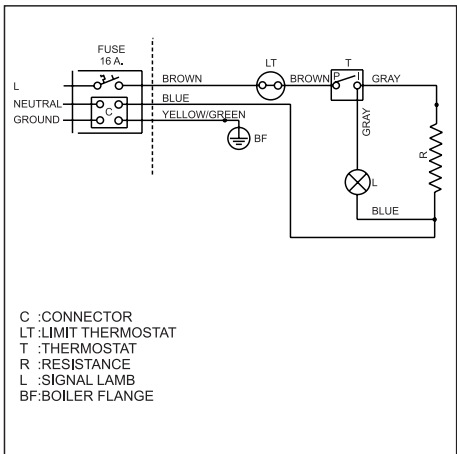 FUSE
16 A.
L
NEUTRAL
GROUND
C
BROWN
BLUE
YELLOW/GREEN
BF
LT
BROWN
T
P I
GRAY
GRAY
L
BLUE
R
C :CONNECTOR
LT:LIMIT THERMOSTAT
T :THERMOSTAT
R :RESISTANCE
L :SIGNAL LAMB
BF:BOILER FLANGE